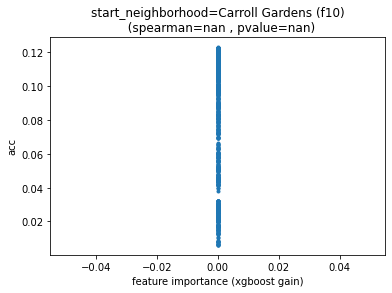 start_neighborhood=Carroll Gardens (f10)
(spearman=nan , pvalue=nan)
0.12
0.10
0.08
acc
0.06
0.04
0.02
−0.04 −0.02 0.00 0.02 0.04
feature importance (xgboost gain)